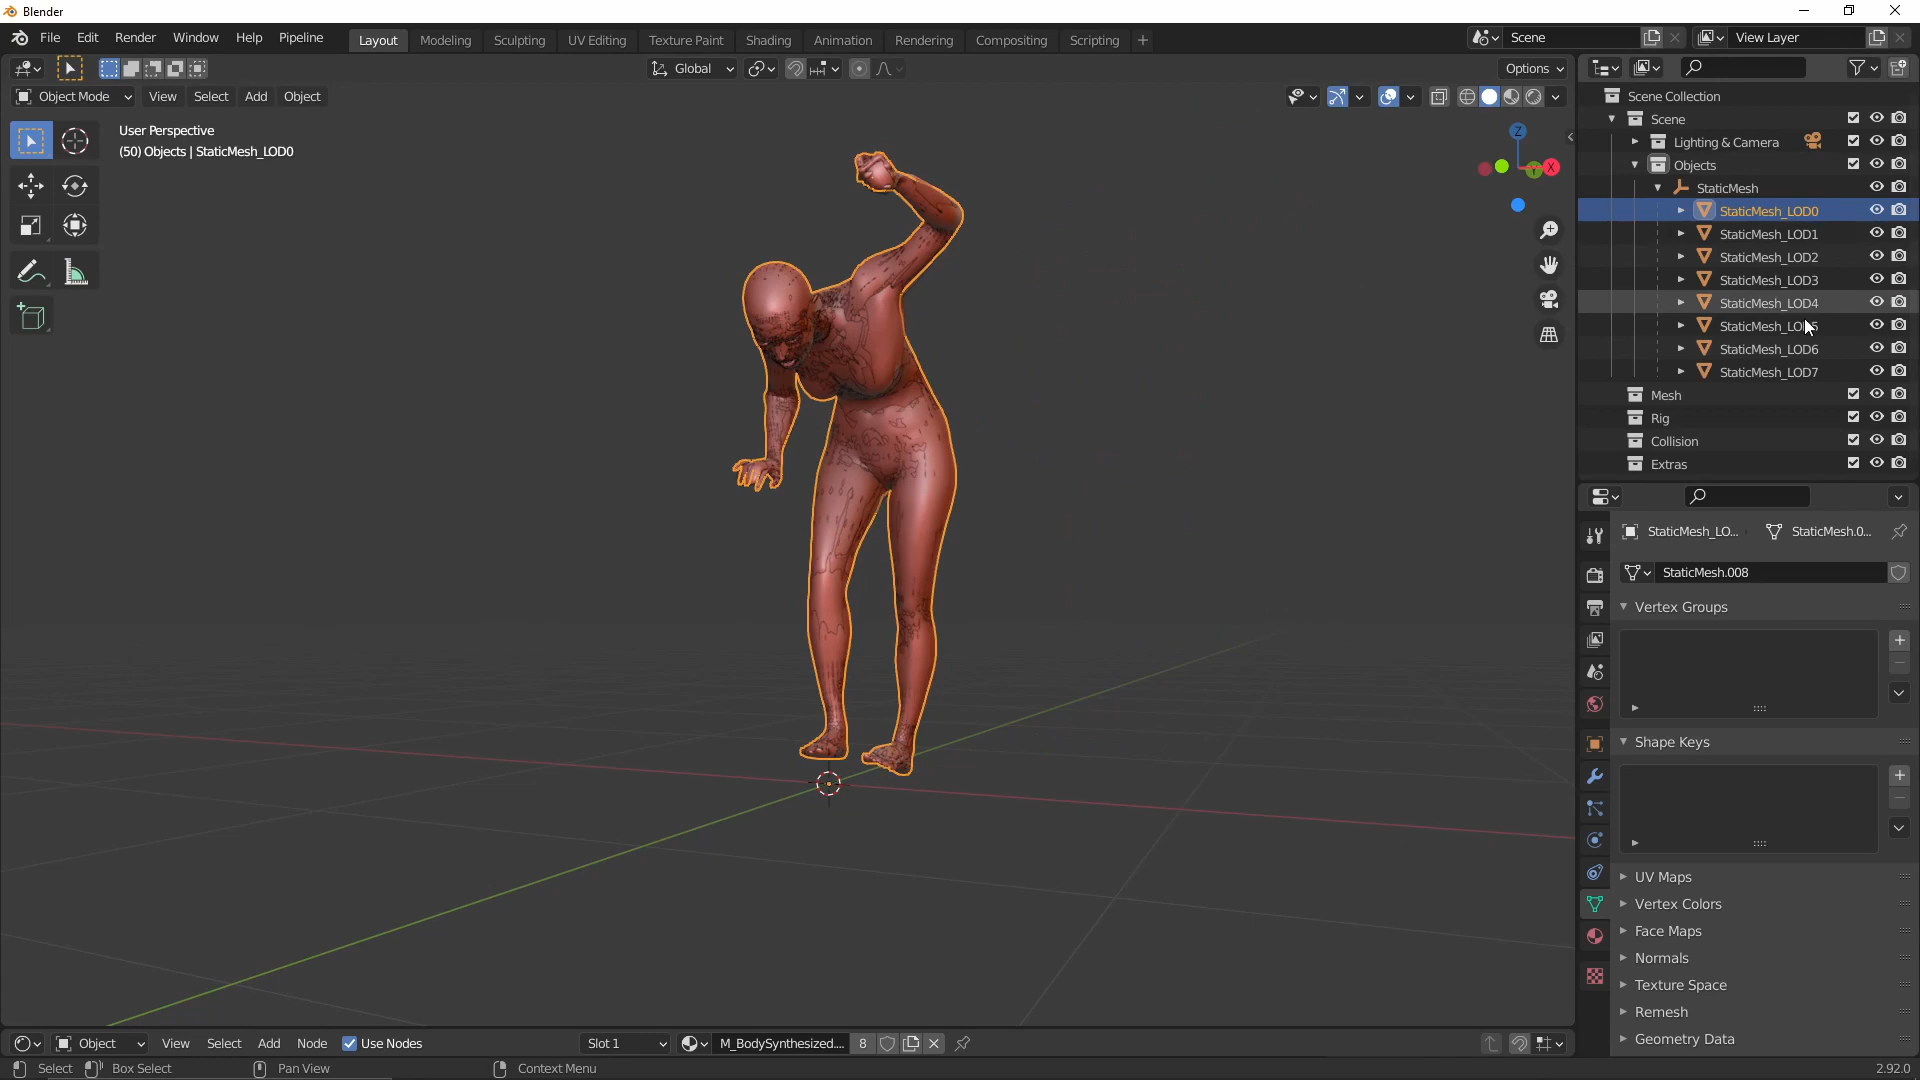 Blender
File Edit Render Window Help Pipeline
Layout Modeling Sculpting UV Editing Texture Paint Shading Animation Rendering Compositing Scripting
Scene
View Layer
Global
Options
Object Mode View Select Add Object
User Perspective
(50) Objects | StaticMesh_LOD0
Z
X
Y
Scene Collection
Scene
Lighting & Camera
Objects
StaticMesh
StaticMesh_LOD0
StaticMesh_LOD1
StaticMesh_LOD2
StaticMesh_LOD3
StaticMesh_LOD4
StaticMesh_LOD5
StaticMesh_LOD6
StaticMesh_LOD7
Mesh
Rig
Collision
Extras
StaticMesh_LO... StaticMesh.0...
StaticMesh.008
Vertex Groups
Shape Keys
UV Maps
Vertex Colors
Face Maps
Normals
Texture Space
Remesh
Geometry Data
Object View Select Add Node Use Nodes Slot 1 M_BodySynthesized.... 8
Select Box Select Pan View Context Menu 2.92.0